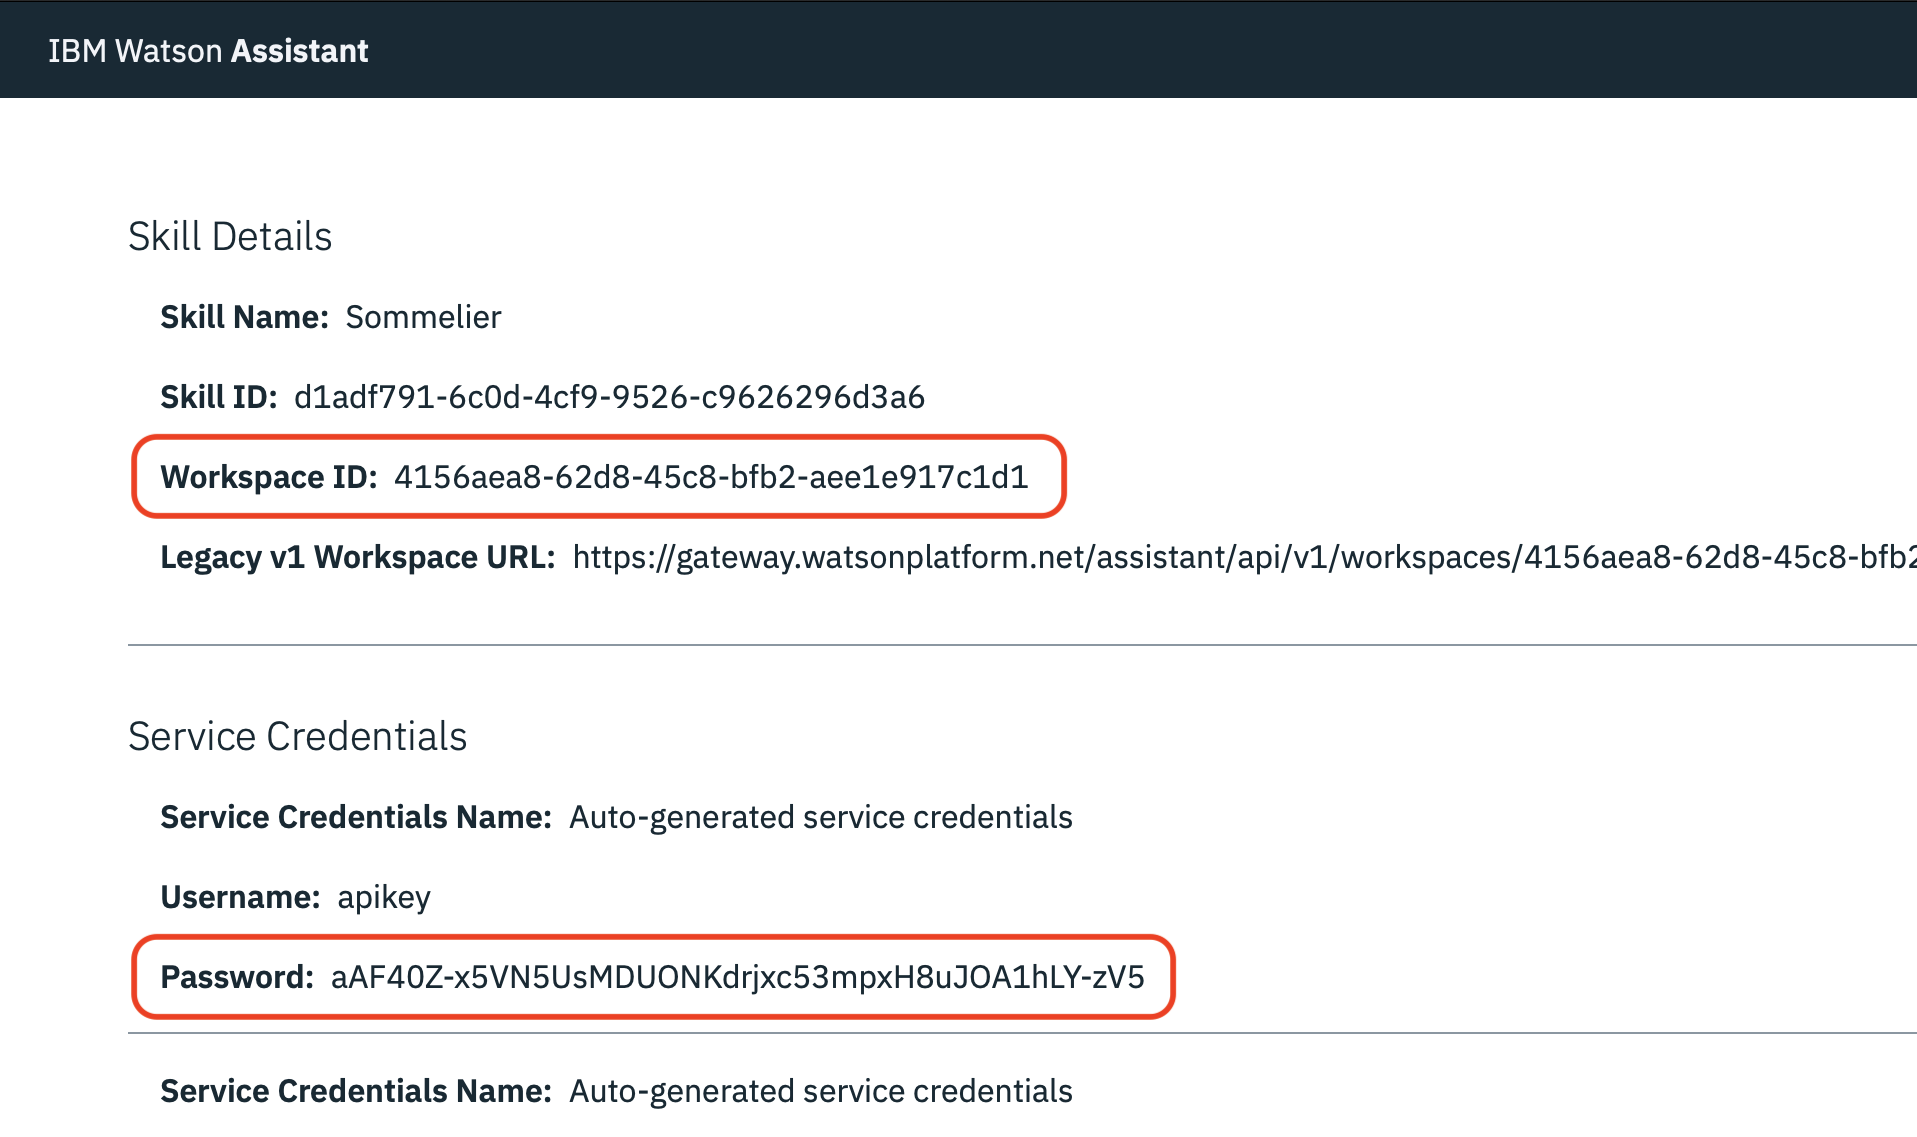 IBM Watson Assistant
Skill Details
Skill Name: Sommelier
Skill ID: d1adf791-6c0d-4cf9-9526-c9626296d3a6
Workspace ID: 4156aea8-62d8-45c8-bfb2-aee1e917c1d1
Legacy v1 Workspace URL: https://gateway.watsonplatform.net/assistant/api/v1/workspaces/4156aea8-62d8-45c8-bfb2
Service Credentials
Service Credentials Name: Auto-generated service credentials
Username: apikey
Password: aAF40Z-x5VN5UsMDUONKdrjxc53mpxH8uJOA1hLY-zV5
Service Credentials Name: Auto-generated service credentials